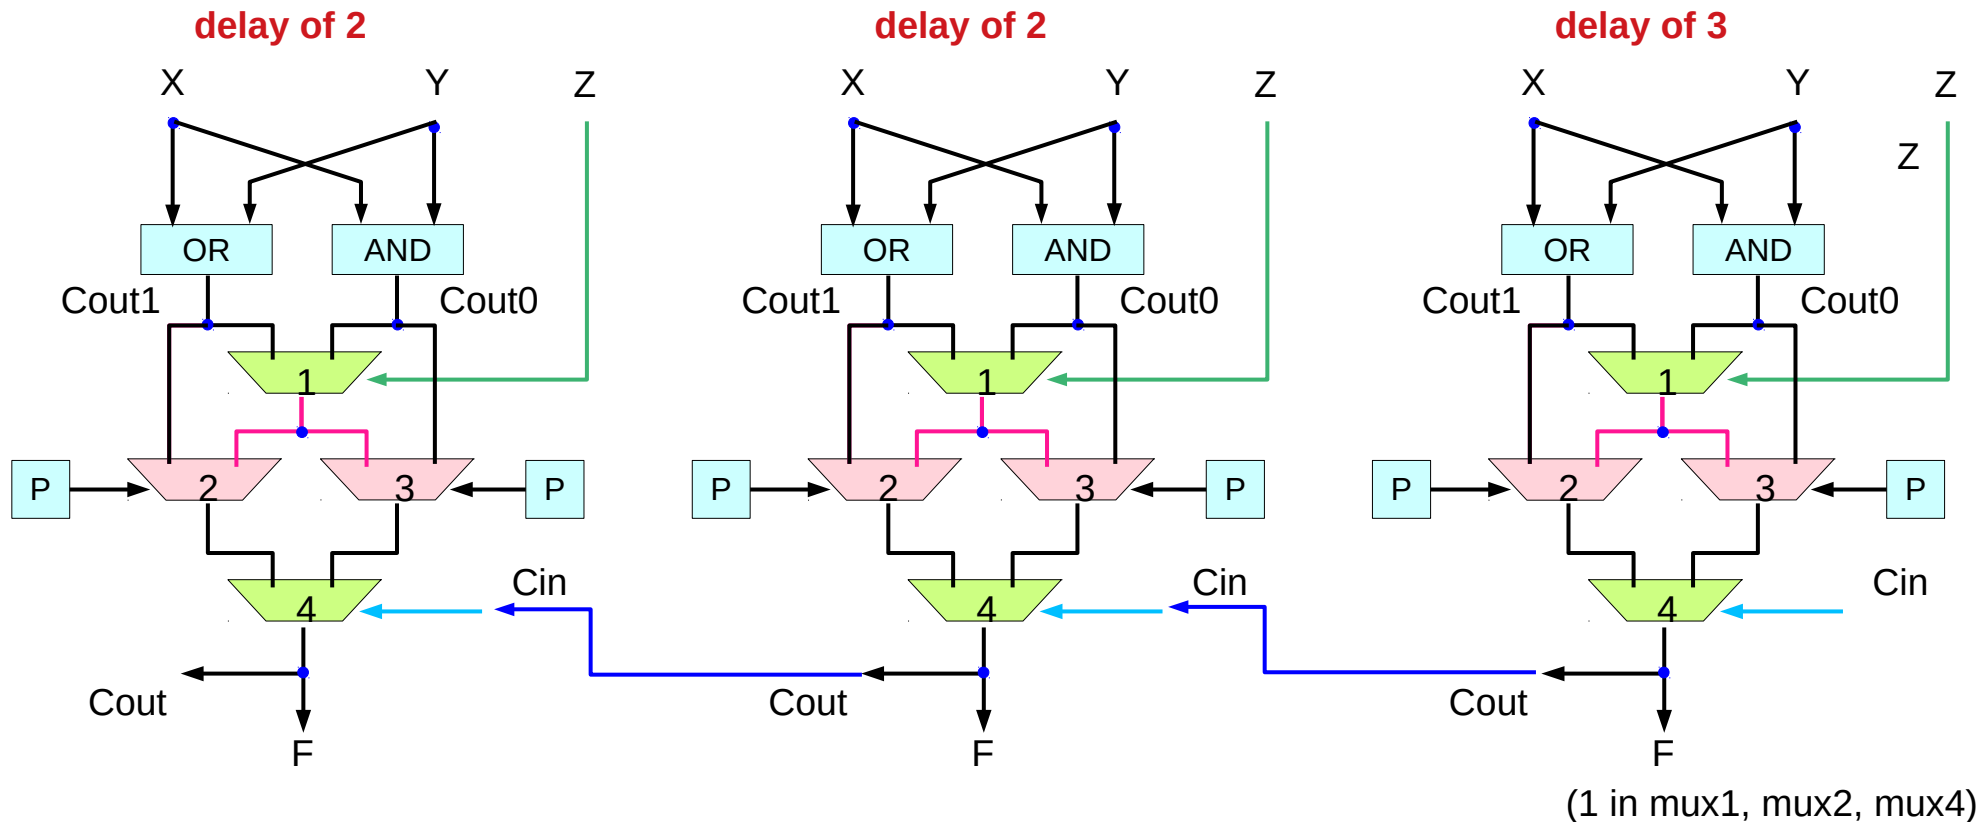 delay of 2 delay of 2 delay of 3
X Y Z X Y Z X Y Z
Z
OR AND OR AND OR AND
Cout1 Cout0 Cout1 Cout0 Cout1 Cout0
1 1 1
P 2 3 P P 2 3 P P 2 3 P
Cin Cin Cin
4 4 4
Cout Cout Cout
F F F
(1 in mux1, mux2, mux4)